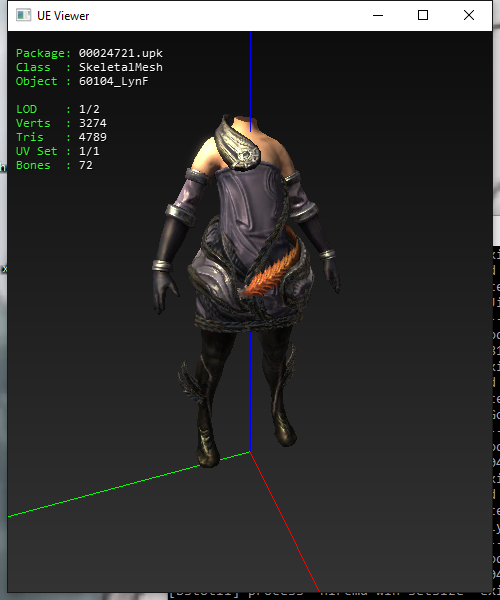 UE Viewer
Package: 00024721.upk
Class : SkeletalMesh
Object : 60104_LynF
LOD : 1/2
Verts : 3274
Tris : 4789
UV Set : 1/1
Bones : 72